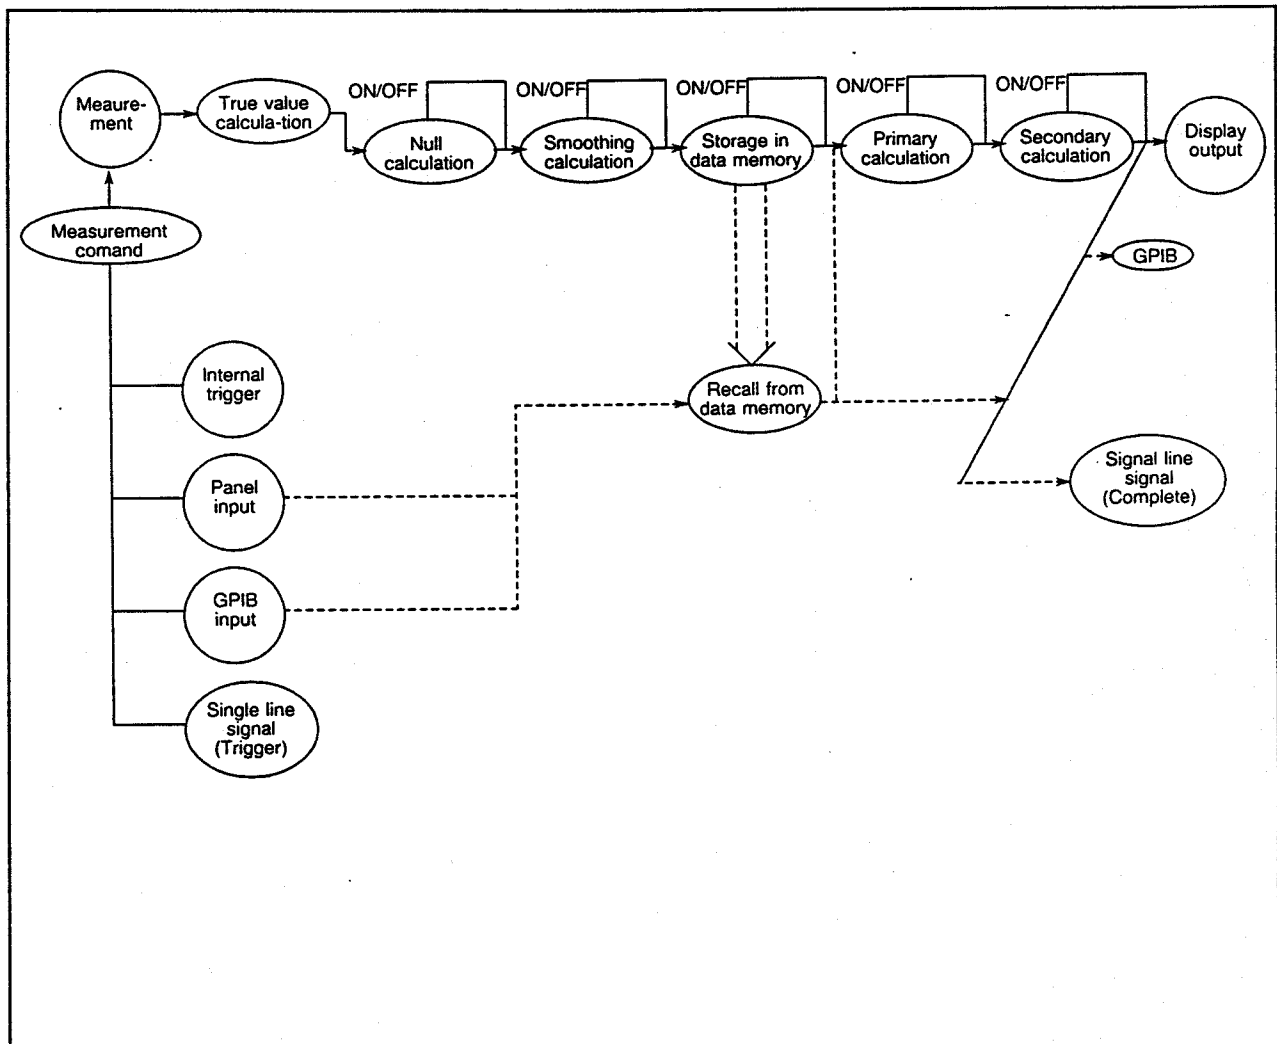 Meaure-
ment
True value
calcula-tion
ON/OFF
Null
calculation
ON/OFF
Smoothing
calculation
ON/OFF
Storage in
data memory
ON/OFF
Primary
calculation
ON/OFF
Secondary
calculation
Display
output
Measurement
comand
GPIB
Internal
trigger
Recall from
data memory
Panel
input
Signal line
signal
(Complete)
GPIB
input
Single line
signal
(Trigger)